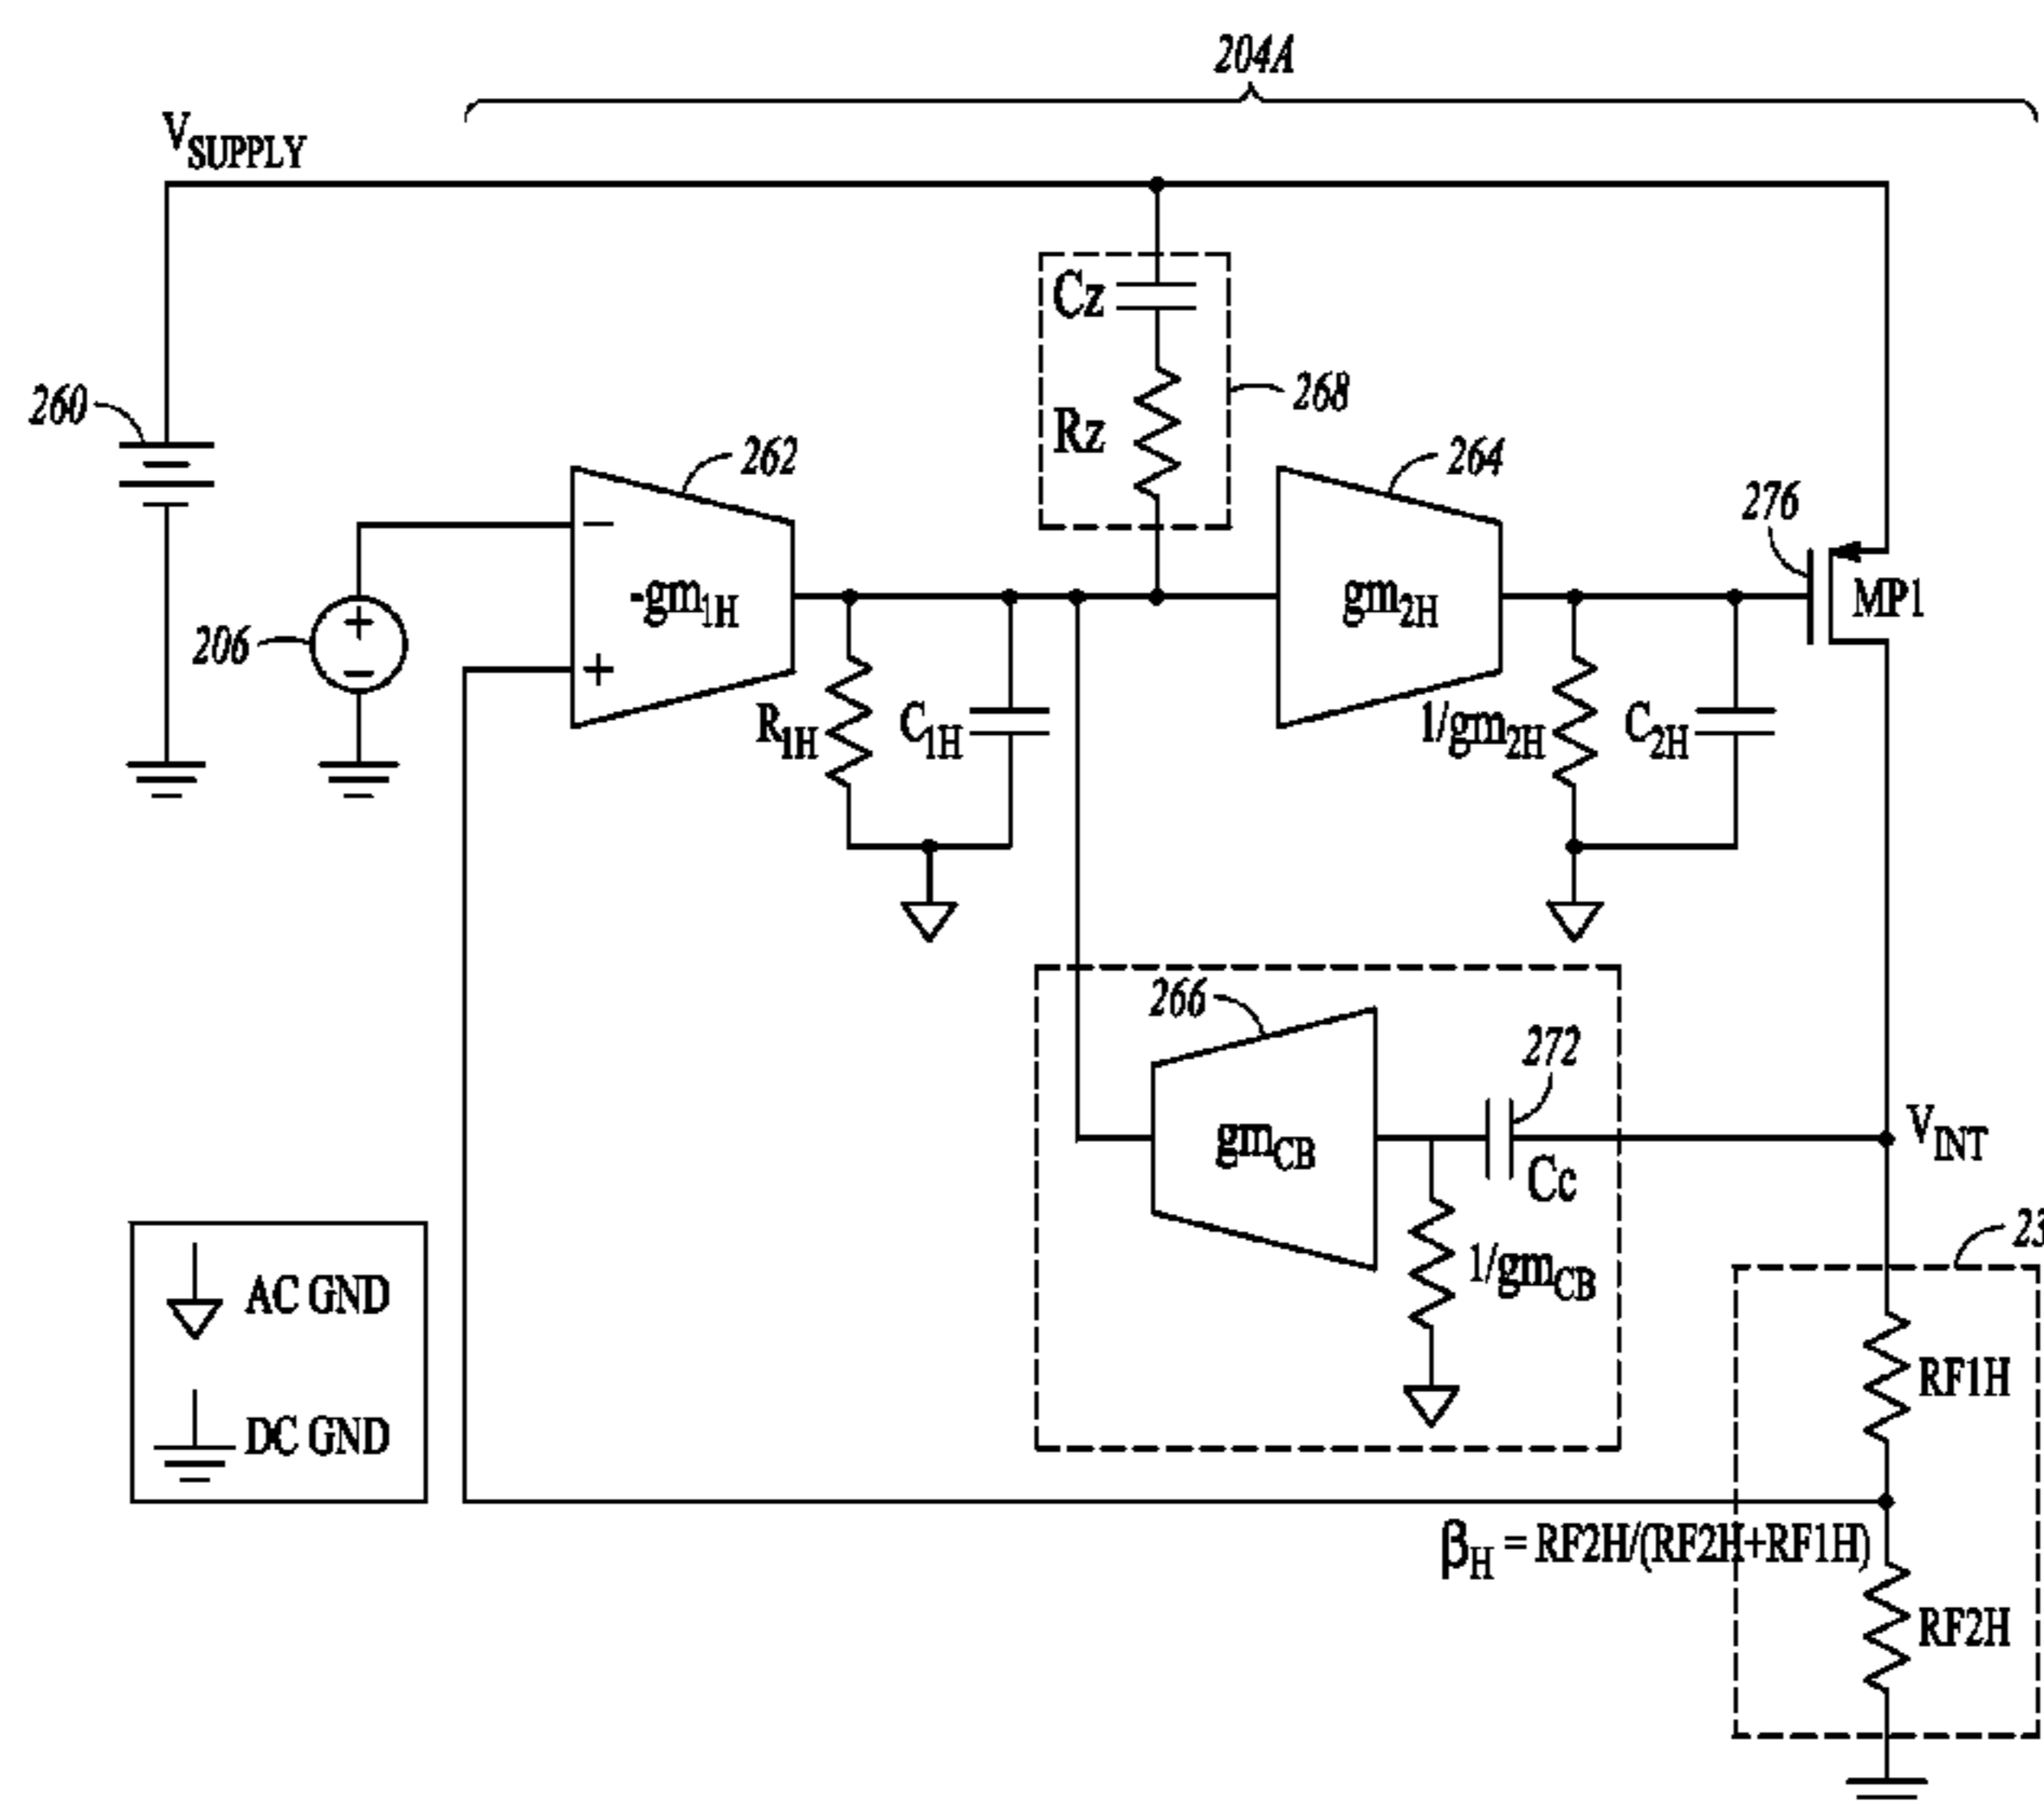 204A
VSUPPLY
260
Cz
Rz
268
262
264
276
206
−
+
-gm1H
gm2H
MP1
+
−
R1H
C1H
1/gm2H
C2H
266
272
gmCB
Cc
VINT
1/gmCB
23
AC GND
RF1H
DC GND
βH = RF2H/(RF2H+RF1H)
RF2H